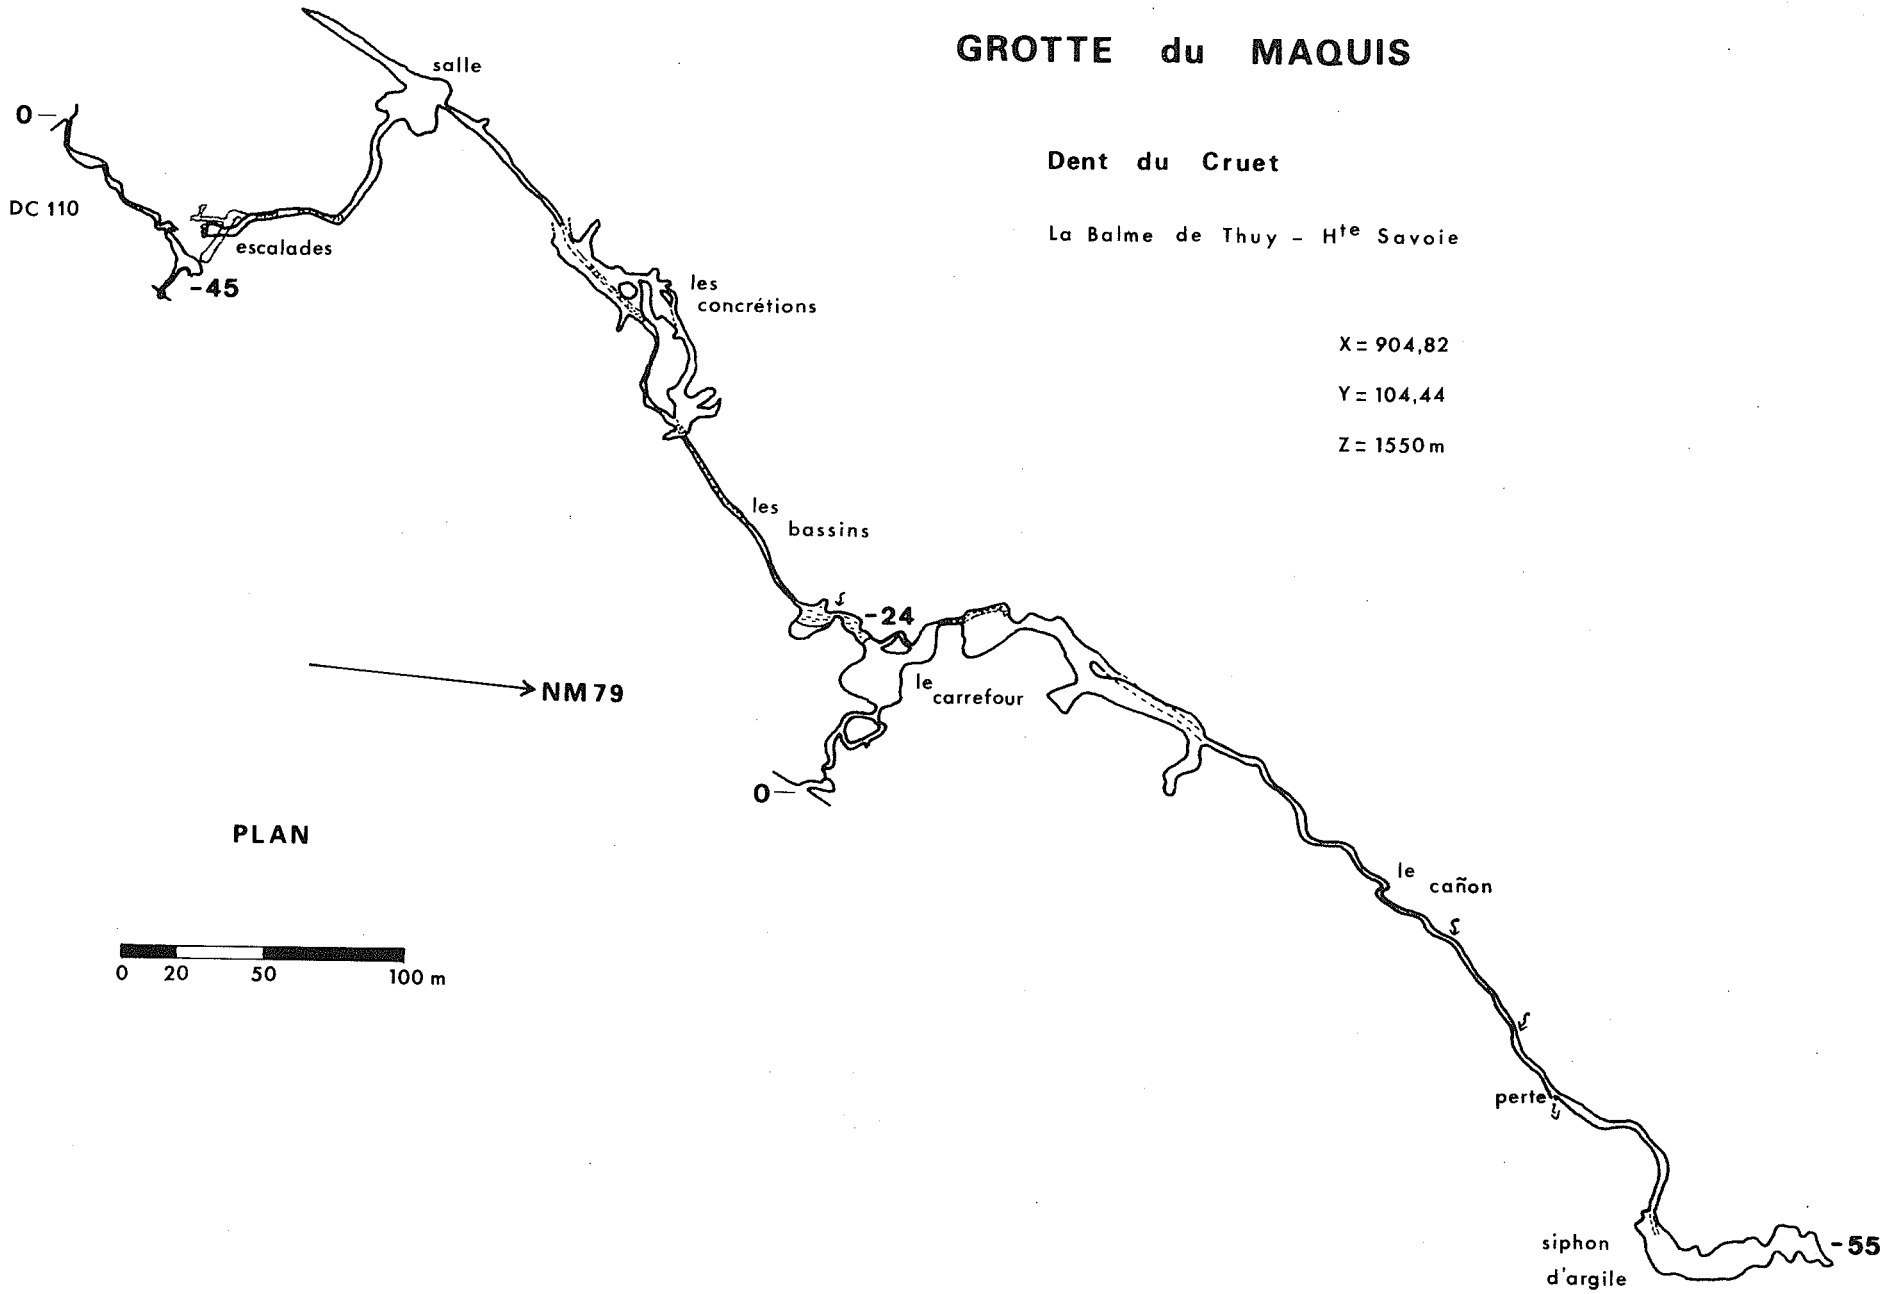 GROTTE du MAQUIS
Dent du Cruet
La Balme de Thuy - Hte Savoie
X = 904,82
Y = 104,44
Z = 1550 m
salle
0
DC 110
escalades
-45
les
concrétions
les
bassins
-24
le
carrefour
NM 79
0
PLAN
0 20 50 100 m
le
cañon
perte
siphon
d'argile
-55